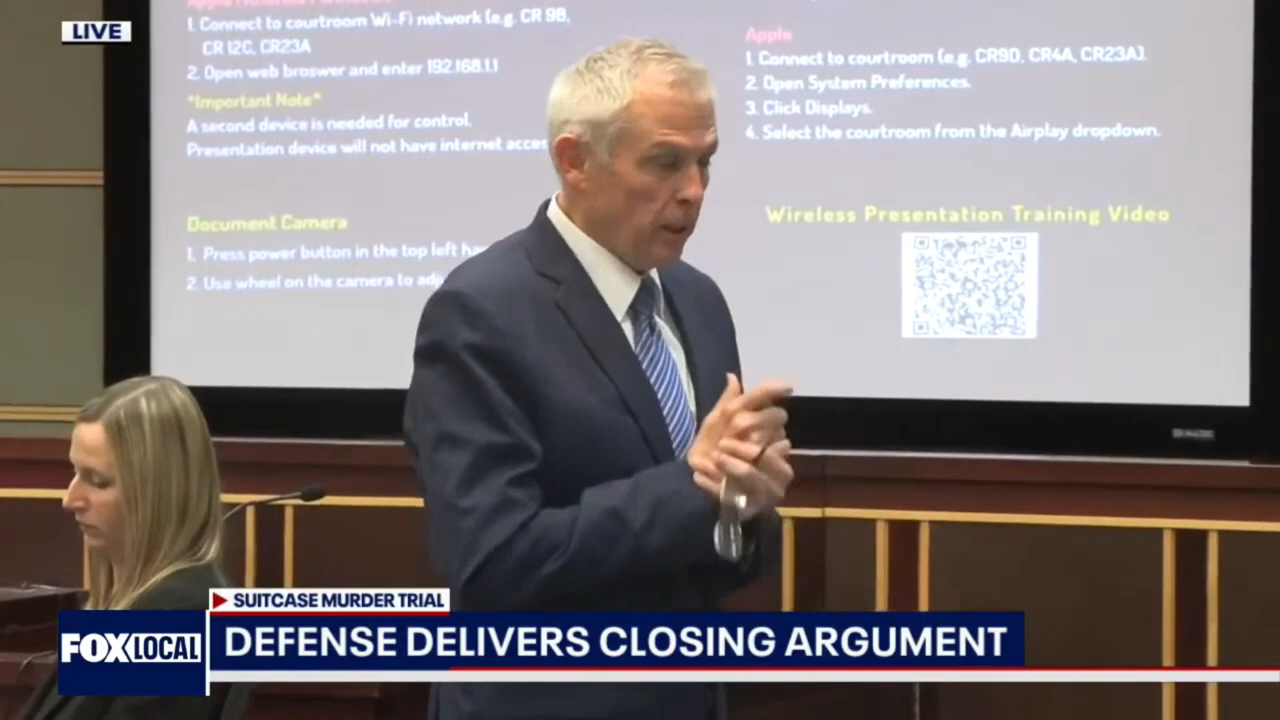 LIVE
1. Connect to courtroom Wi-Fi network (e.g. CR 9B,
CR 12C, CR23A
2. Open web broswer and enter 192.168.1.1
*Important Note*
A second device is needed for control.
Presentation device will not have internet acces
Document Camera
1. Press power button in the top left ha
2. Use wheel on the camera to adj
Apple
1. Connect to courtroom (e.g. CR9D, CR4A, CR23A).
2. Open System Preferences.
3. Click Displays.
4. Select the courtroom from the Airplay dropdown.
Wireless Presentation Training Video
SUITCASE MURDER TRIAL
FOX LOCAL
DEFENSE DELIVERS CLOSING ARGUMENT